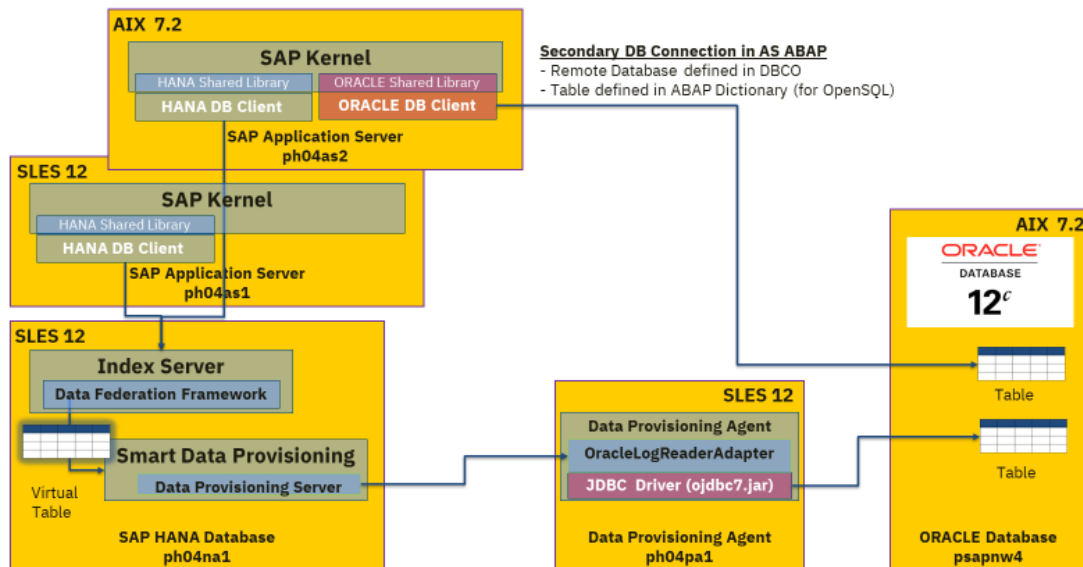 AIX 7.2
SAP Kernel
HANA Shared Library
ORACLE Shared Library
HANA DB Client
ORACLE DB Client
SAP Application Server
ph04as2
Secondary DB Connection in AS ABAP
- Remote Database defined in DBCO
- Table defined in ABAP Dictionary (for OpenSQL)
SLES 12
SAP Kernel
HANA Shared Library
HANA DB Client
SAP Application Server
ph04as1
SLES 12
Index Server
Data Federation Framework
Smart Data Provisioning
Data Provisioning Server
Virtual
Table
SAP HANA Database
ph04na1
SLES 12
Data Provisioning Agent
OracleLogReaderAdapter
JDBC Driver (ojdbc7.jar)
Data Provisioning Agent
ph04pa1
AIX 7.2
ORACLE
DATABASE
12c
Table
Table
ORACLE Database
psapnw4